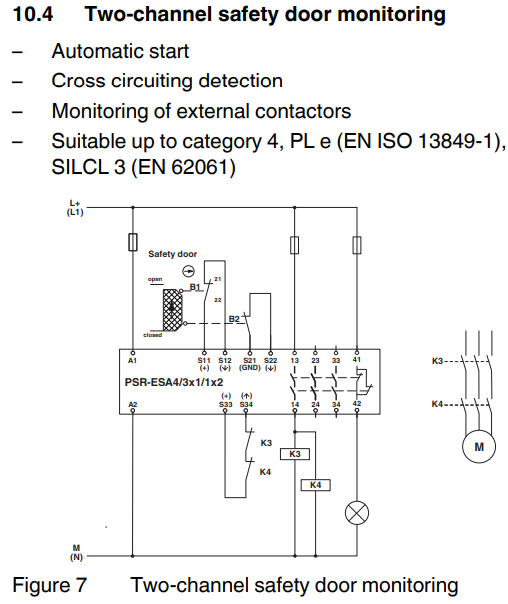 10.4 Two-channel safety door monitoring
– Automatic start
– Cross circuiting detection
– Monitoring of external contactors
– Suitable up to category 4, PL e (EN ISO 13849-1),
SILCL 3 (EN 62061)
L+
(L1)
Safety door
open
B1
21
22
B2
closed
A1 S11 S12 S21 S22 13 23 33 41
(+) (↓) (GND) (↓)
PSR-ESA4/3x1/1x2
(+) (↑)
A2 S33 S34 14 24 34 42
K3
K4
K3
K4
K3
K4
M
M
(N)
Figure 7 Two-channel safety door monitoring